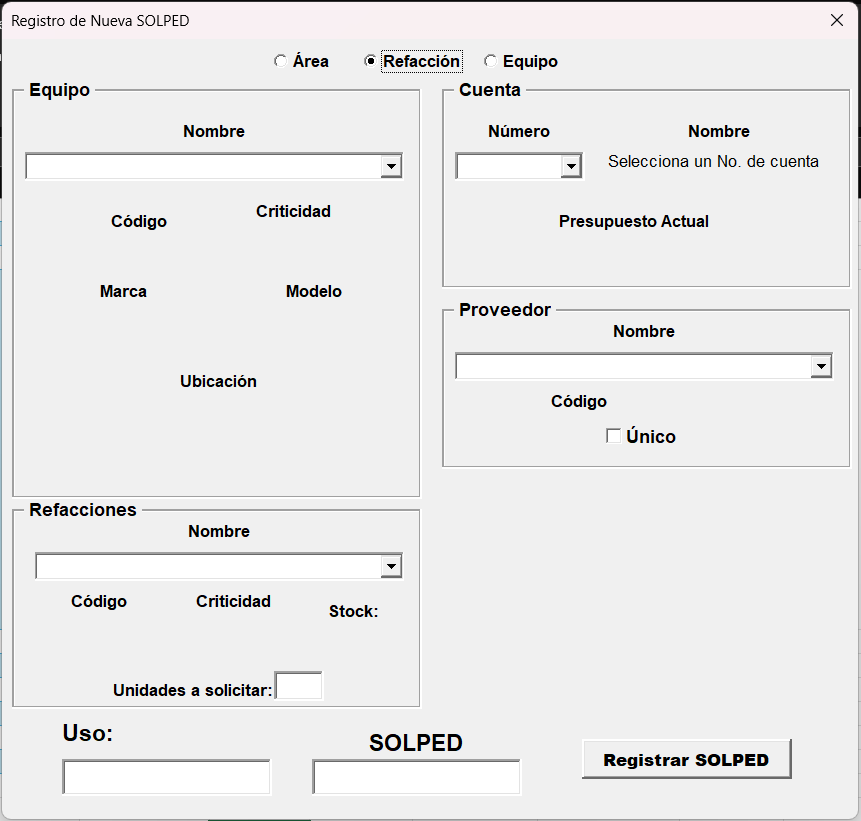 Registro de Nueva SOLPED
Área Refacción Equipo
Equipo
Nombre
Código Criticidad
Marca Modelo
Ubicación
Cuenta
Número Nombre
Selecciona un No. de cuenta
Presupuesto Actual
Proveedor
Nombre
Código
Único
Refacciones
Nombre
Código Criticidad Stock:
Unidades a solicitar:
Uso: SOLPED
Registrar SOLPED